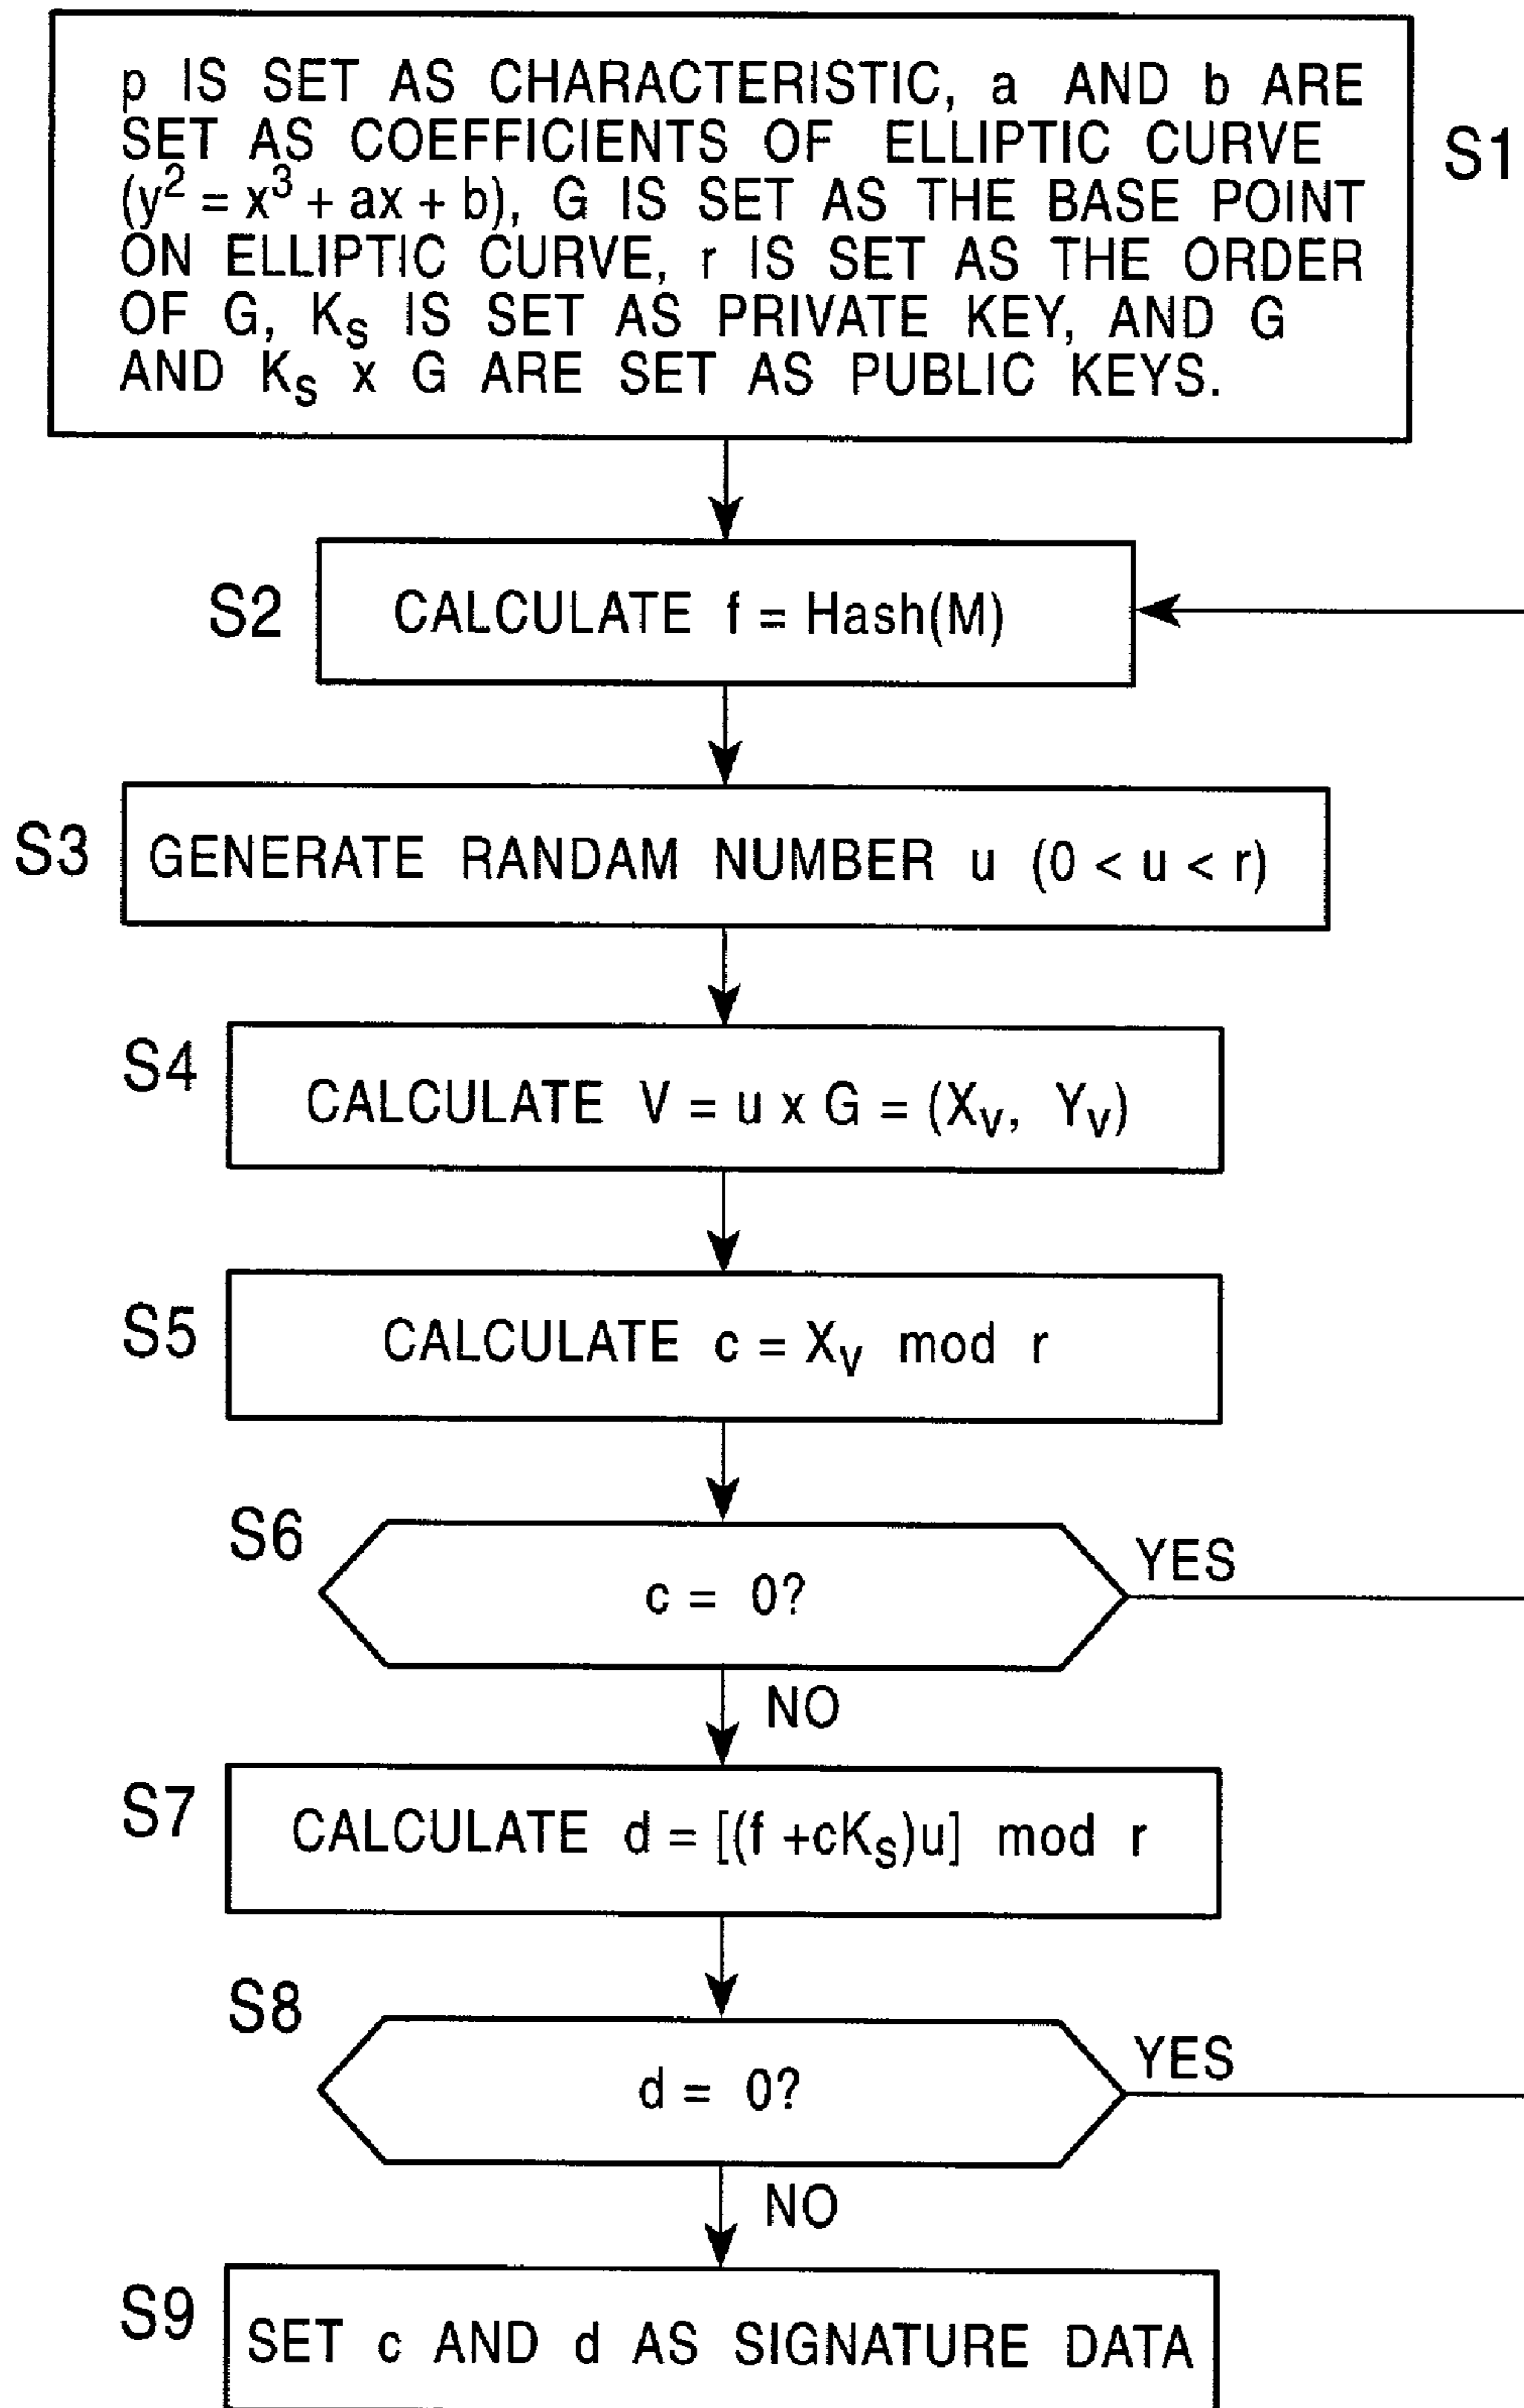 p IS SET AS CHARACTERISTIC, a AND b ARE
SET AS COEFFICIENTS OF ELLIPTIC CURVE
(y² = x³ + ax + b), G IS SET AS THE BASE POINT
ON ELLIPTIC CURVE, r IS SET AS THE ORDER
OF G, Kₛ IS SET AS PRIVATE KEY, AND G
AND Kₛ x G ARE SET AS PUBLIC KEYS.
S1
S2
CALCULATE f = Hash(M)
S3
GENERATE RANDAM NUMBER u (0 < u < r)
S4
CALCULATE V = u x G = (Xᵥ, Yᵥ)
S5
CALCULATE c = Xᵥ mod r
S6
c = 0?
YES
NO
S7
CALCULATE d = [(f +cKₛ)u] mod r
S8
d = 0?
YES
NO
S9
SET c AND d AS SIGNATURE DATA